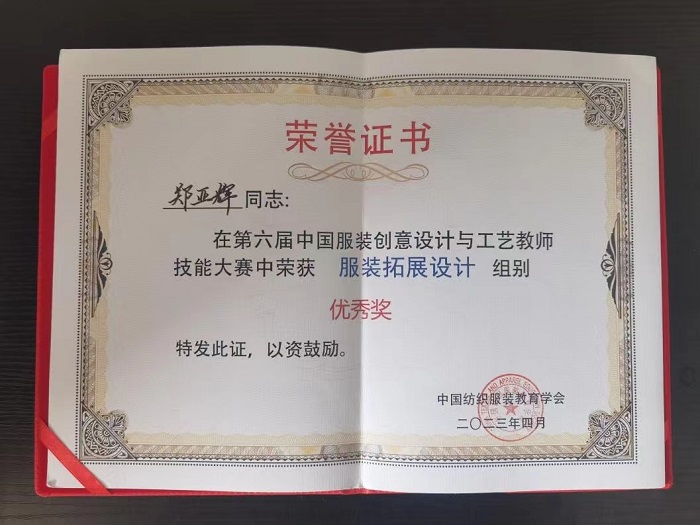 荣誉证书
郑亚辉 同志:
在第六届中国服装创意设计与工艺教师
技能大赛中荣获 服装拓展设计 组别
优秀奖
特发此证，以资鼓励。
中国纺织服装教育学会
二〇二三年四月